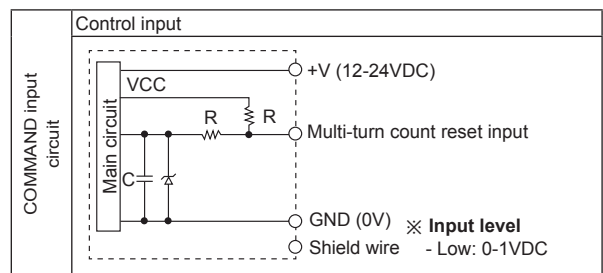 Control input
COMMAND input
circuit
Main circuit
+V (12-24VDC)
VCC
R
R
Multi-turn count reset input
C
GND (0V)
※ Input level
Shield wire
- Low: 0-1VDC